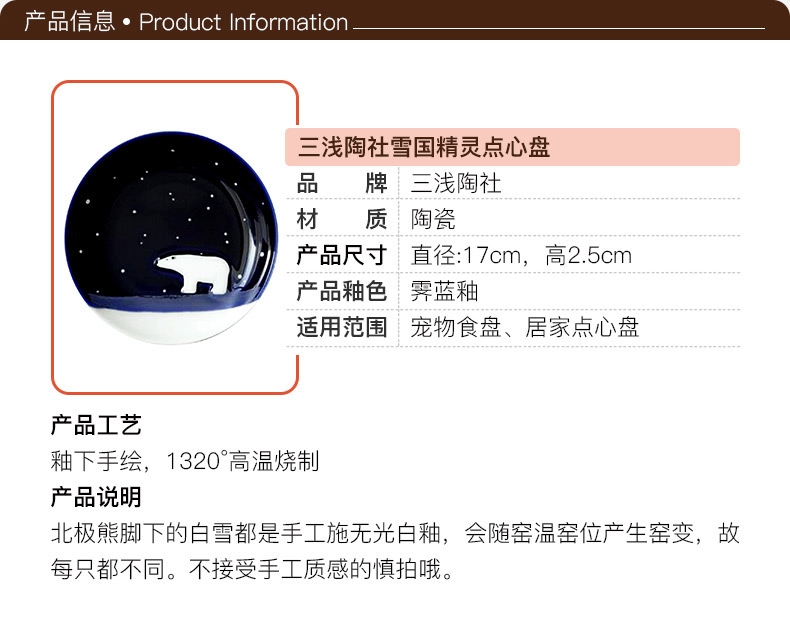 产品信息 • Product Information
三浅陶社雪国精灵点心盘
品 牌 三浅陶社
材 质 陶瓷
产品尺寸 直径:17cm，高2.5cm
产品釉色 霁蓝釉
适用范围 宠物食盘、居家点心盘
产品工艺
釉下手绘，1320°高温烧制
产品说明
北极熊脚下的白雪都是手工施无光白釉，会随窑温窑位产生窑变，故
每只都不同。不接受手工质感的慎拍哦。